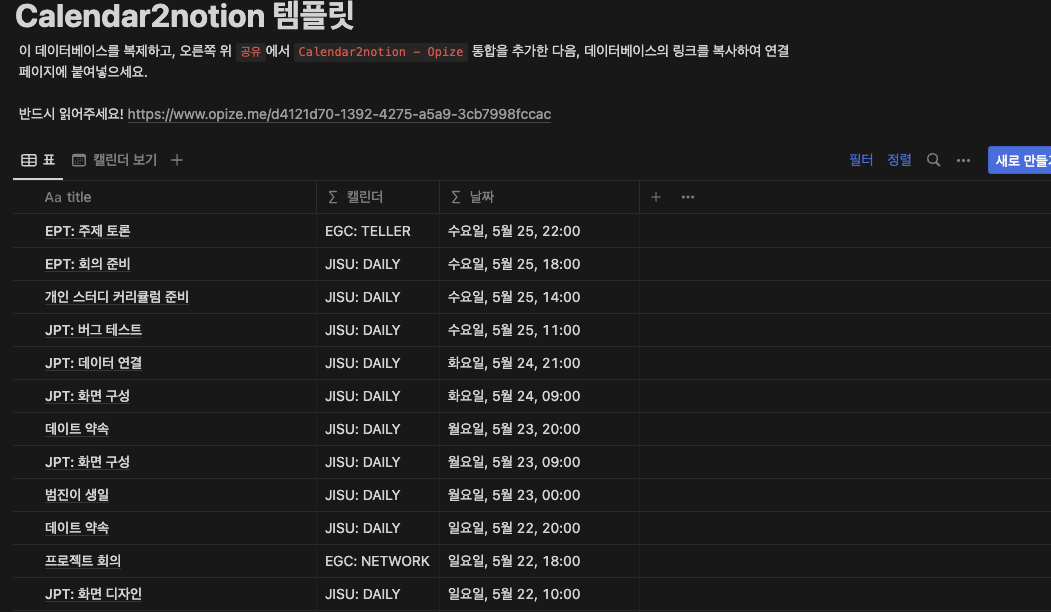 Calendar2notion 템플릿
이 데이터베이스를 복제하고, 오른쪽 위 공유 에서 Calendar2notion - Opize 통합을 추가한 다음, 데이터베이스의 링크를 복사하여 연결
페이지에 붙여넣으세요.
반드시 읽어주세요! https://www.opize.me/d4121d70-1392-4275-a5a9-3cb7998fccac
표 캘린더 보기 + 필터 정렬 ... 새로 만들기
Aa title ∑ 캘린더 ∑ 날짜 + ...
EPT: 주제 토론 EGC: TELLER 수요일, 5월 25, 22:00
EPT: 회의 준비 JISU: DAILY 수요일, 5월 25, 18:00
개인 스터디 커리큘럼 준비 JISU: DAILY 수요일, 5월 25, 14:00
JPT: 버그 테스트 JISU: DAILY 수요일, 5월 25, 11:00
JPT: 데이터 연결 JISU: DAILY 화요일, 5월 24, 21:00
JPT: 화면 구성 JISU: DAILY 화요일, 5월 24, 09:00
데이트 약속 JISU: DAILY 월요일, 5월 23, 20:00
JPT: 화면 구성 JISU: DAILY 월요일, 5월 23, 09:00
범진이 생일 JISU: DAILY 월요일, 5월 23, 00:00
데이트 약속 JISU: DAILY 일요일, 5월 22, 20:00
프로젝트 회의 EGC: NETWORK 일요일, 5월 22, 18:00
JPT: 화면 디자인 JISU: DAILY 일요일, 5월 22, 10:00